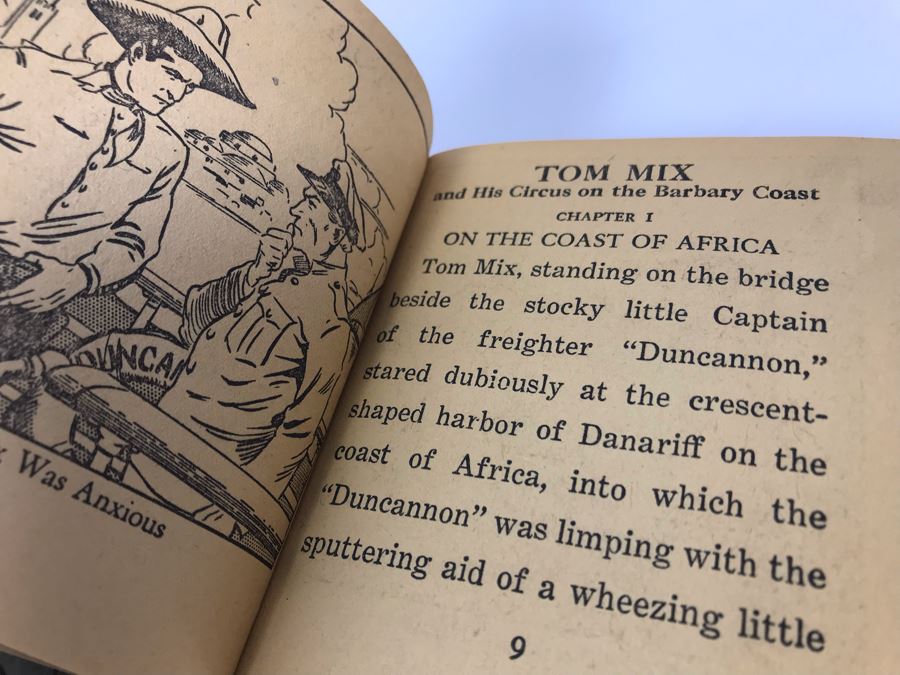 DUNCAN
Was Anxious
TOM MIX
and His Circus on the Barbary Coast
CHAPTER I
ON THE COAST OF AFRICA
Tom Mix, standing on the bridge
beside the stocky little Captain
of the freighter “Duncannon,”
stared dubiously at the crescent-
shaped harbor of Danariff on the
coast of Africa, into which the
“Duncannon” was limping with the
sputtering aid of a wheezing little
9